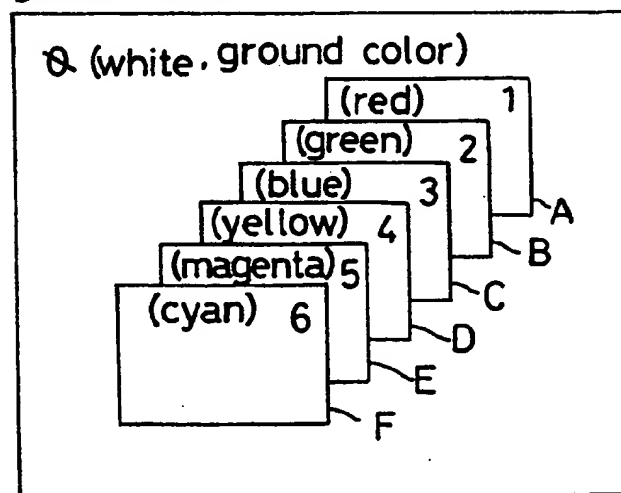 0 (white, ground color)
(red) 1
(green) 2
(blue) 3
A
(yellow) 4
B
(magenta) 5
C
(cyan) 6
D
E
F